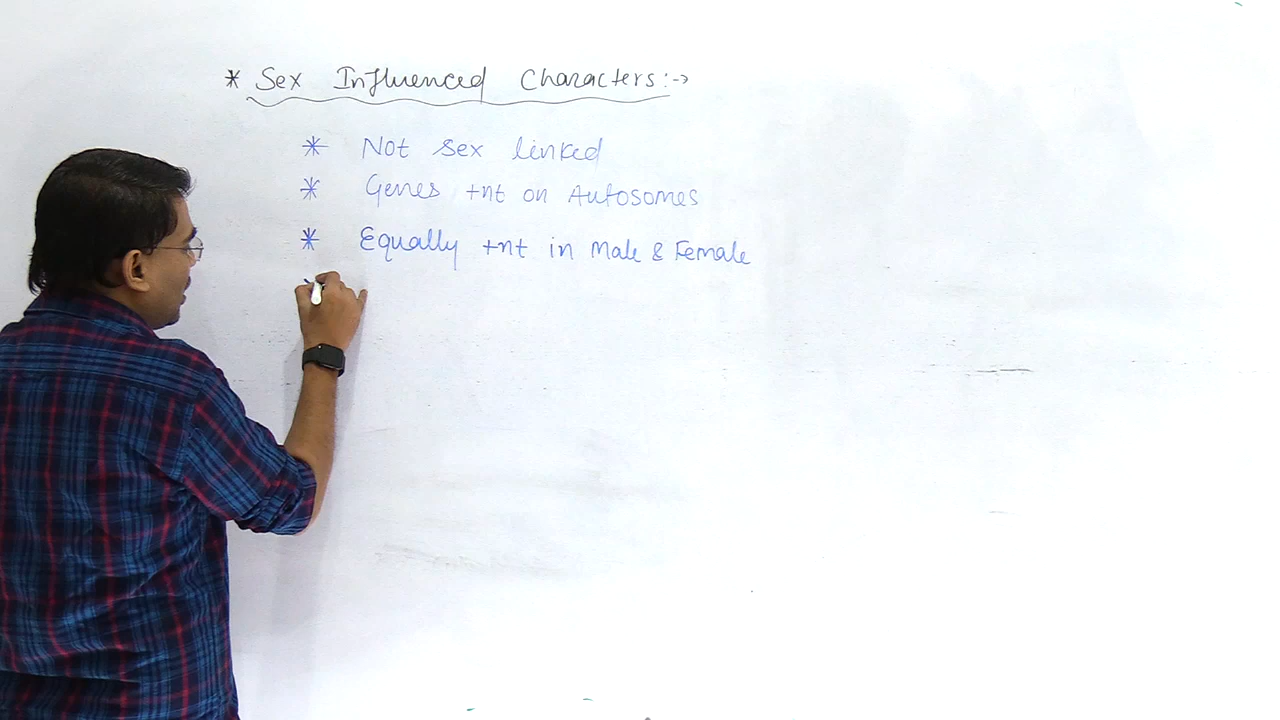 * Sex Influenced Characters:->
* Not Sex linked
* Genes +nt on Autosomes
* Equally +nt in Male & Female